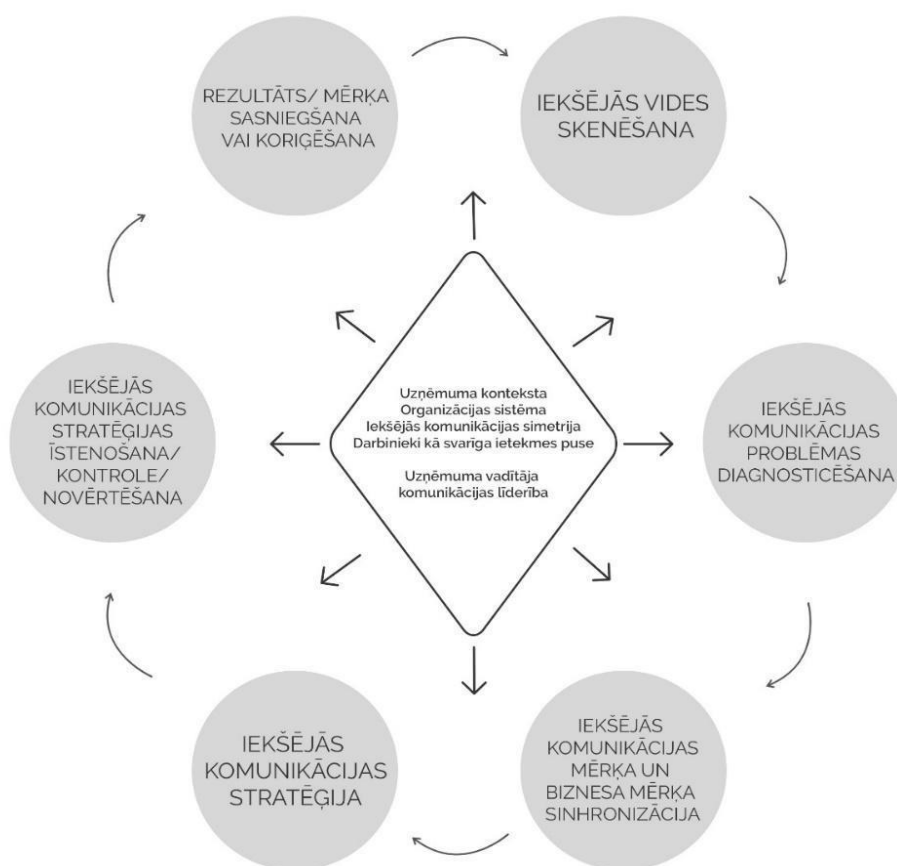 REZULTĀTS/ MĒRĶA
SASNIEGŠANA
VAI KORIĢĒŠANA
IEKŠĒJĀS VIDES
SKENĒŠANA
IEKŠĒJĀS
KOMUNIKĀCIJAS
PROBLĒMAS
DIAGNOSTICĒŠANA
IEKŠĒJĀS
KOMUNIKĀCIJAS
MĒRĶA UN
BIZNESA MĒRĶA
SINHRONIZĀCIJA
IEKŠĒJĀS
KOMUNIKĀCIJAS
STRATĒĢIJA
IEKŠĒJĀS
KOMUNIKĀCIJAS
STRATĒĢIJAS
ĪSTENOŠANA/
KONTROLE/
NOVĒRTĒŠANA
Uzņēmuma konteksta
Organizācijas sistēma
Iekšējās komunikācijas simetrija
Darbinieki kā svarīga ietekmes puse
Uzņēmuma vadītāja
komunikācijas līderība